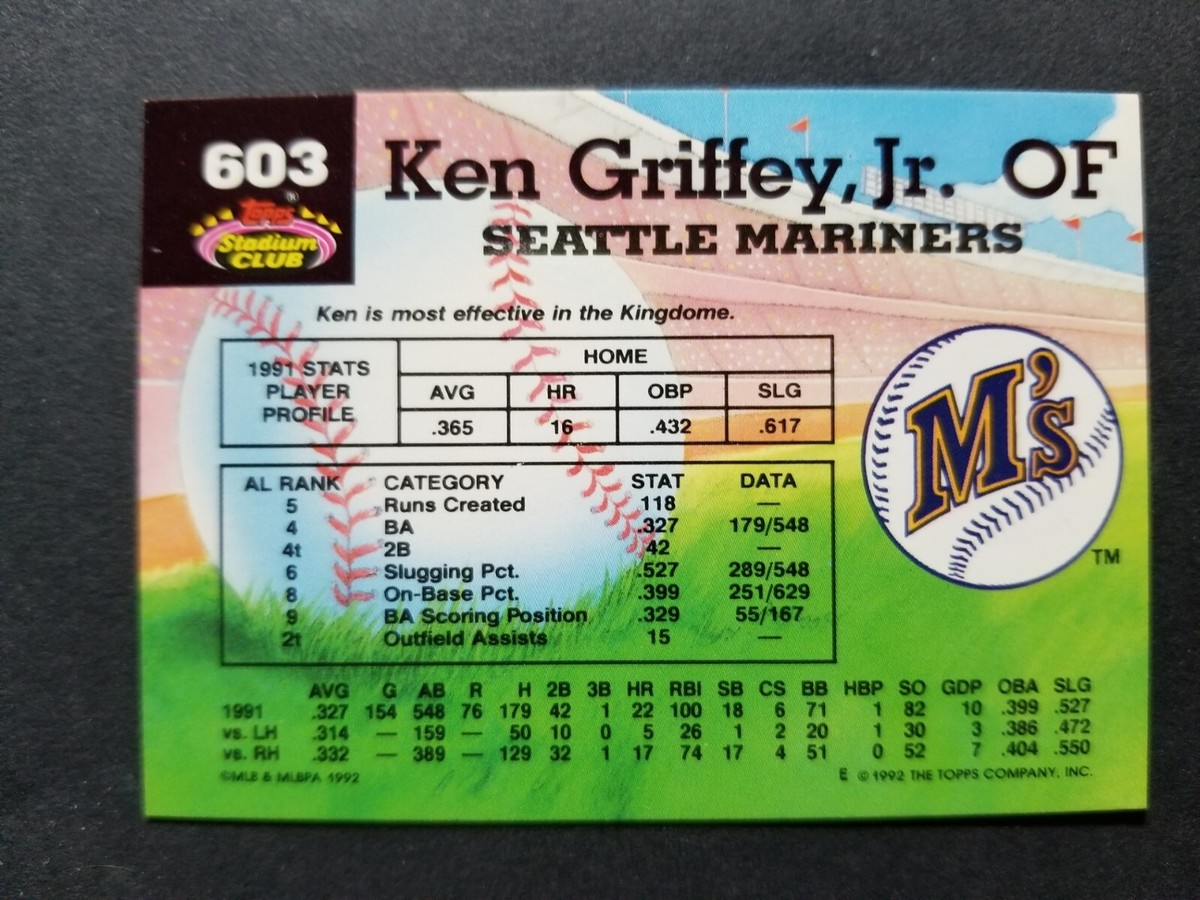 603
Ken Griffey, Jr. OF
Topps ®
Stadium
CLUB
SEATTLE MARINERS
Ken is most effective in the Kingdome.
1991 STATS
PLAYER
PROFILE
HOME
AVG HR OBP SLG
.365 16 .432 .617
M's
TM
AL RANK CATEGORY STAT DATA
5 Runs Created 118 —
4 BA .327 179/548
4t 2B 42 —
6 Slugging Pct. .527 289/548
8 On-Base Pct. .399 251/629
9 BA Scoring Position .329 55/167
2t Outfield Assists 15 —
AVG G AB R H 2B 3B HR RBI SB CS BB HBP SO GDP OBA SLG
1991 .327 154 548 76 179 42 1 22 100 18 6 71 1 82 10 .399 .527
vs. LH .314 — 159 — 50 10 0 5 26 1 2 20 1 30 3 .386 .472
vs. RH .332 — 389 — 129 32 1 17 74 17 4 51 0 52 7 .404 .550
©MLB & MLBPA 1992 E © 1992 THE TOPPS COMPANY, INC.